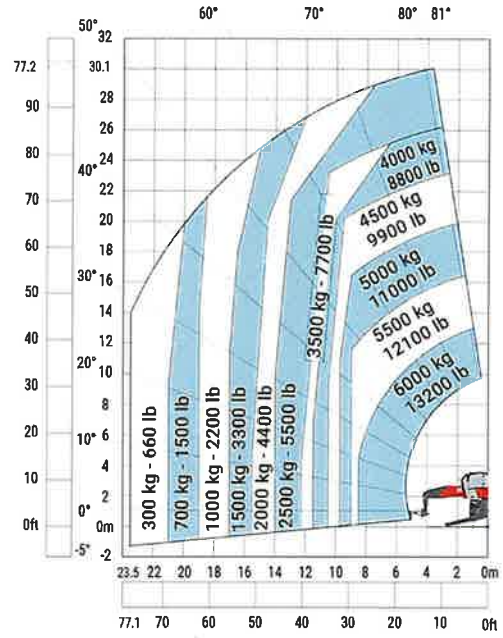 60° 70° 80° 81°
50°
32
77.2 30.1
28
90
26
80 24
40°
22
70
20
60 18
30° 16
50
14
40 12
20° 10
30
8
20 6
10°
4
10
2
0°
0ft 0m
-5° -2
4000 kg
8800 lb
4500 kg
9900 lb
5000 kg
11000 lb
5500 kg
12100 lb
6000 kg
13200 lb
3500 kg - 7700 lb
2500 kg - 5500 lb
2000 kg - 4400 lb
1500 kg - 3300 lb
1000 kg - 2200 lb
700 kg - 1500 lb
300 kg - 660 lb
23.5 22 20 18 16 14 12 10 8 6 4 2 0m
77.1 70 60 50 40 30 20 10 0ft